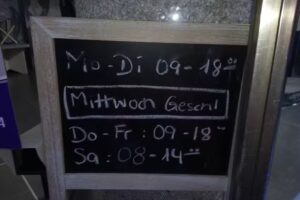 Mo-Di 09-18⁰⁰
Mittwoch Geschl
Do-Fr: 09-18⁰⁰
Sa: 08-14⁰⁰